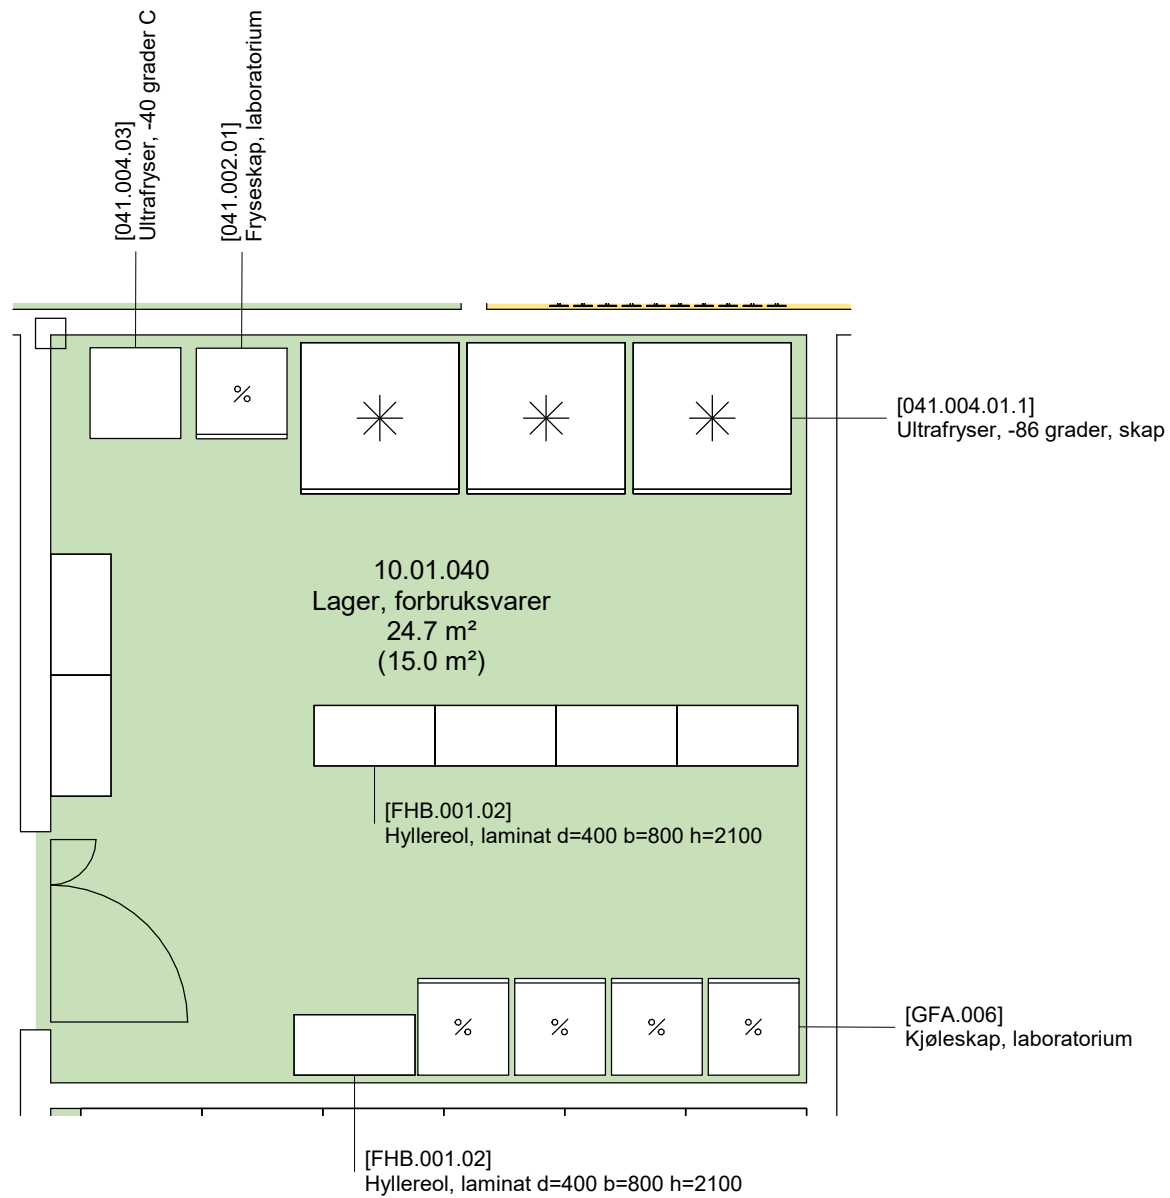 [041.004.03]
Ultrafryser, -40 grader C
[041.002.01]
Fryseskap, laboratorium
%
[041.004.01.1]
Ultrafryser, -86 grader, skap
10.01.040
Lager, forbruksvarer
24.7 m²
(15.0 m²)
[FHB.001.02]
Hyllereol, laminat d=400 b=800 h=2100
% % % %
[GFA.006]
Kjøleskap, laboratorium
[FHB.001.02]
Hyllereol, laminat d=400 b=800 h=2100